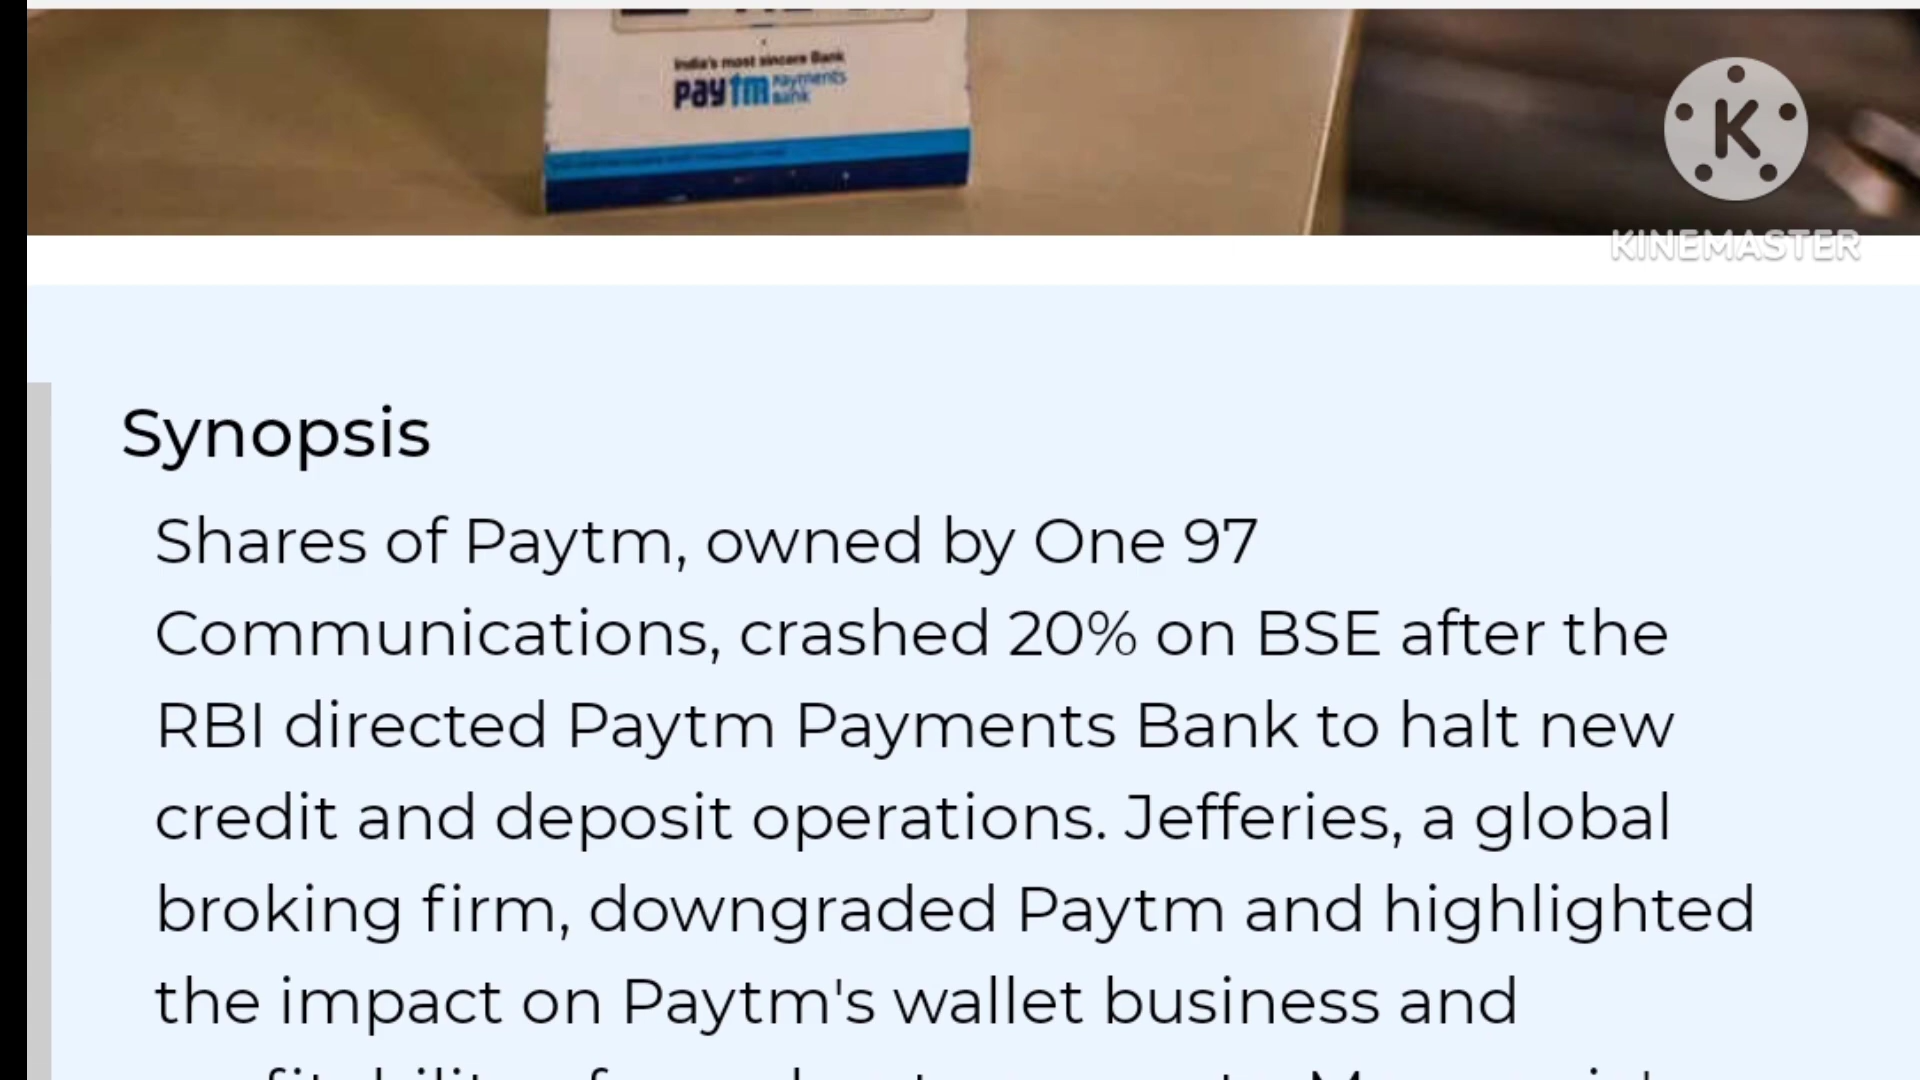 India's most sincere Bank
paytm payments bank
K
KINEMASTER
Synopsis
Shares of Paytm, owned by One 97
Communications, crashed 20% on BSE after the
RBI directed Paytm Payments Bank to halt new
credit and deposit operations. Jefferies, a global
broking firm, downgraded Paytm and highlighted
the impact on Paytm's wallet business and